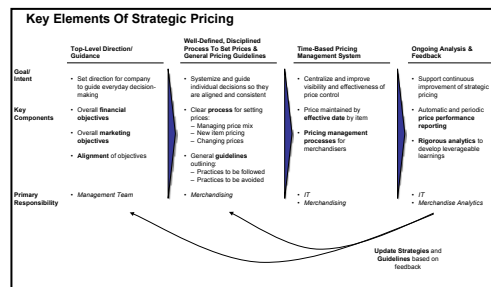 Key Elements Of Strategic Pricing
Top-Level Direction/
Guidance
Well-Defined, Disciplined
Process To Set Prices &
General Pricing Guidelines
Time-Based Pricing
Management System
Ongoing Analysis &
Feedback
Goal/
Intent
• Set direction for company
to guide everyday decision-
making
• Systemize and guide
individual decisions so they
are aligned and consistent
• Centralize and improve
visibility and effectiveness of
price control
• Support continuous
improvement of strategic
pricing
Key
Components
• Overall financial
objectives
• Overall marketing
objectives
• Alignment of objectives
• Clear process for setting
prices:
– Managing price mix
– New item pricing
– Changing prices
• General guidelines
outlining:
– Practices to be followed
– Practices to be avoided
• Price maintained by
effective date by item
• Pricing management
processes for
merchandisers
• Automatic and periodic
price performance
reporting
• Rigorous analytics to
develop leverageable
learnings
Primary
Responsibility
• Management Team
• Merchandising
• IT
• Merchandising
• IT
• Merchandise Analytics
Update Strategies and
Guidelines based on
feedback